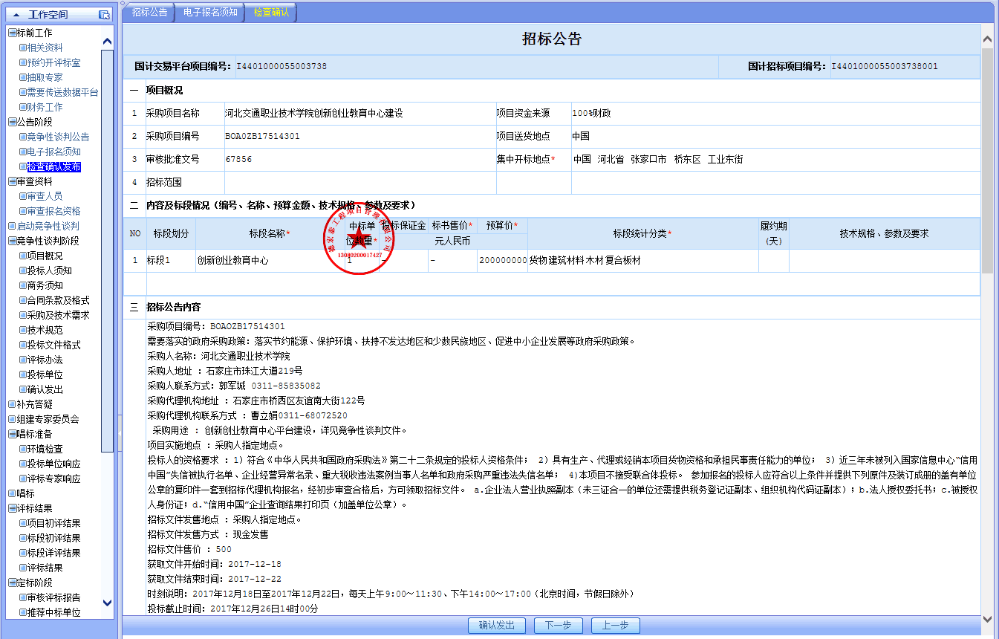 工作空间
标前工作
相关资料
预约开评标室
抽取专家
需要传送数据平台
财务工作
公告阶段
竞争性谈判公告
电子报名须知
检查确认发布
审查资料
审查人员
审查报名资格
启动竞争性谈判
竞争性谈判阶段
项目概况
投标人须知
商务须知
合同条款及格式
采购及技术需求
技术规范
投标文件格式
评标办法
投标单位
确认发出
补充答疑
组建专家委员会
唱标准备
环境检查
投标单位响应
评标专家响应
唱标
评标结果
项目初评结果
标段初评结果
标段详评结果
评标结果
定标阶段
审核评标报告
推荐中标单位
招标公告 电子报名须知 检查确认
招标公告
国计交易平台项目编号: I4401000055003738 国计招标项目编号: I4401000055003738001
一 项目概况
1 采购项目名称 河北交通职业技术学院创新创业教育中心建设 项目资金来源 100%财政
2 采购项目编号 BOAOZB17514301 项目送货地点 中国
3 审核批准文号 67856 集中开标地点* 中国 河北省 张家口市 桥东区 工业东街
4 招标范围
二 内容及标段情况（编号、名称、预算金额、技术规格、参数及要求）
NO 标段划分 标段名称* 中标单位数量* 投标保证金 标书售价* 预算价* 标段统计分类* 履约期(天) 技术规格、参数及要求
元人民币
1 标段1 创新创业教育中心 1 — — 200000000 货物建筑材料木材复合板材
工程项目管理有限公司
13080200017427
三 招标公告内容
采购项目编号: BOAOZB17514301
需要落实的政府采购政策: 落实节约能源、保护环境、扶持不发达地区和少数民族地区、促进中小企业发展等政府采购政策。
采购人名称: 河北交通职业技术学院
采购人地址 : 石家庄市珠江大道219号
采购人联系方式: 郭军城 0311-85835082
采购代理机构地址 : 石家庄市桥西区友谊南大街122号
采购代理机构联系方式 : 曹立娟0311-68072520
采购用途 : 创新创业教育中心平台建设，详见竞争性谈判文件。
项目实施地点 : 采购人指定地点。
投标人的资格要求 : 1) 符合《中华人民共和国政府采购法》第二十二条规定的投标人资格条件; 2) 具有生产、代理或经销本项目货物资格和承担民事责任能力的单位; 3) 近三年未被列入国家信息中心“信用
中国”失信被执行名单、企业经营异常名录、重大税收违法案例当事人名单和政府采购严重违法失信名单; 4)本项目不接受联合体投标。 参加报名的投标人应符合以上条件并提供下列原件及装订成册的盖有单位
公章的复印件一套到招标代理机构报名，经初步审查合格后，方可领取招标文件。 a.企业法人营业执照副本（未三证合一的单位还需提供税务登记证副本、组织机构代码证副本）; b.法人授权委托书; c.被授权
人身份证; d.“信用中国”企业查询结果打印页（加盖单位公章）。
招标文件发售地点 : 采购人指定地点。
招标文件发售方式 : 现金发售
招标文件售价 : 500
获取文件开始时间: 2017-12-18
获取文件结束时间: 2017-12-22
时刻说明: 2017年12月18日至2017年12月22日，每天上午9:00～11:30、下午14:00～17:00（北京时间，节假日除外）
投标截止时间: 2017年12月26日14时00分
确认发出 下一步 上一步